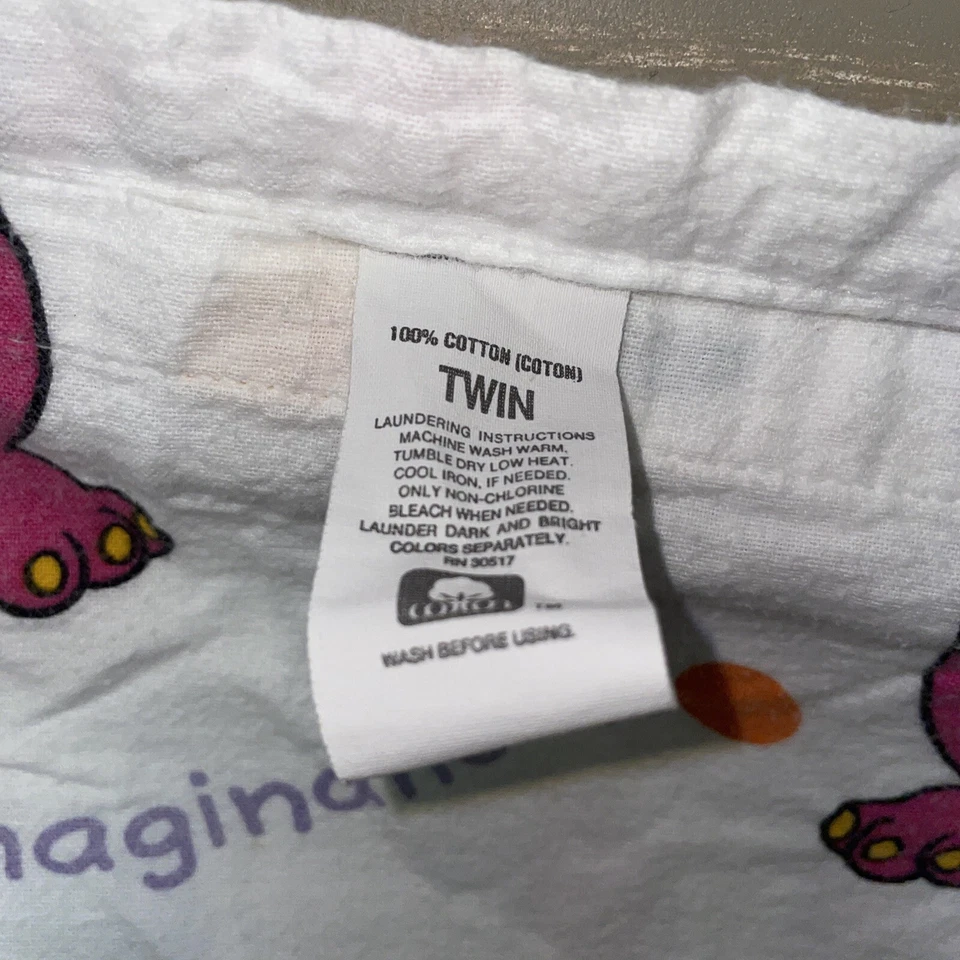 100% COTTON (COTON)
TWIN
LAUNDERING INSTRUCTIONS
MACHINE WASH WARM.
TUMBLE DRY LOW HEAT.
COOL IRON, IF NEEDED.
ONLY NON-CHLORINE
BLEACH WHEN NEEDED.
LAUNDER DARK AND BRIGHT
COLORS SEPARATELY.
RN 30517
COTTON
WASH BEFORE USING.